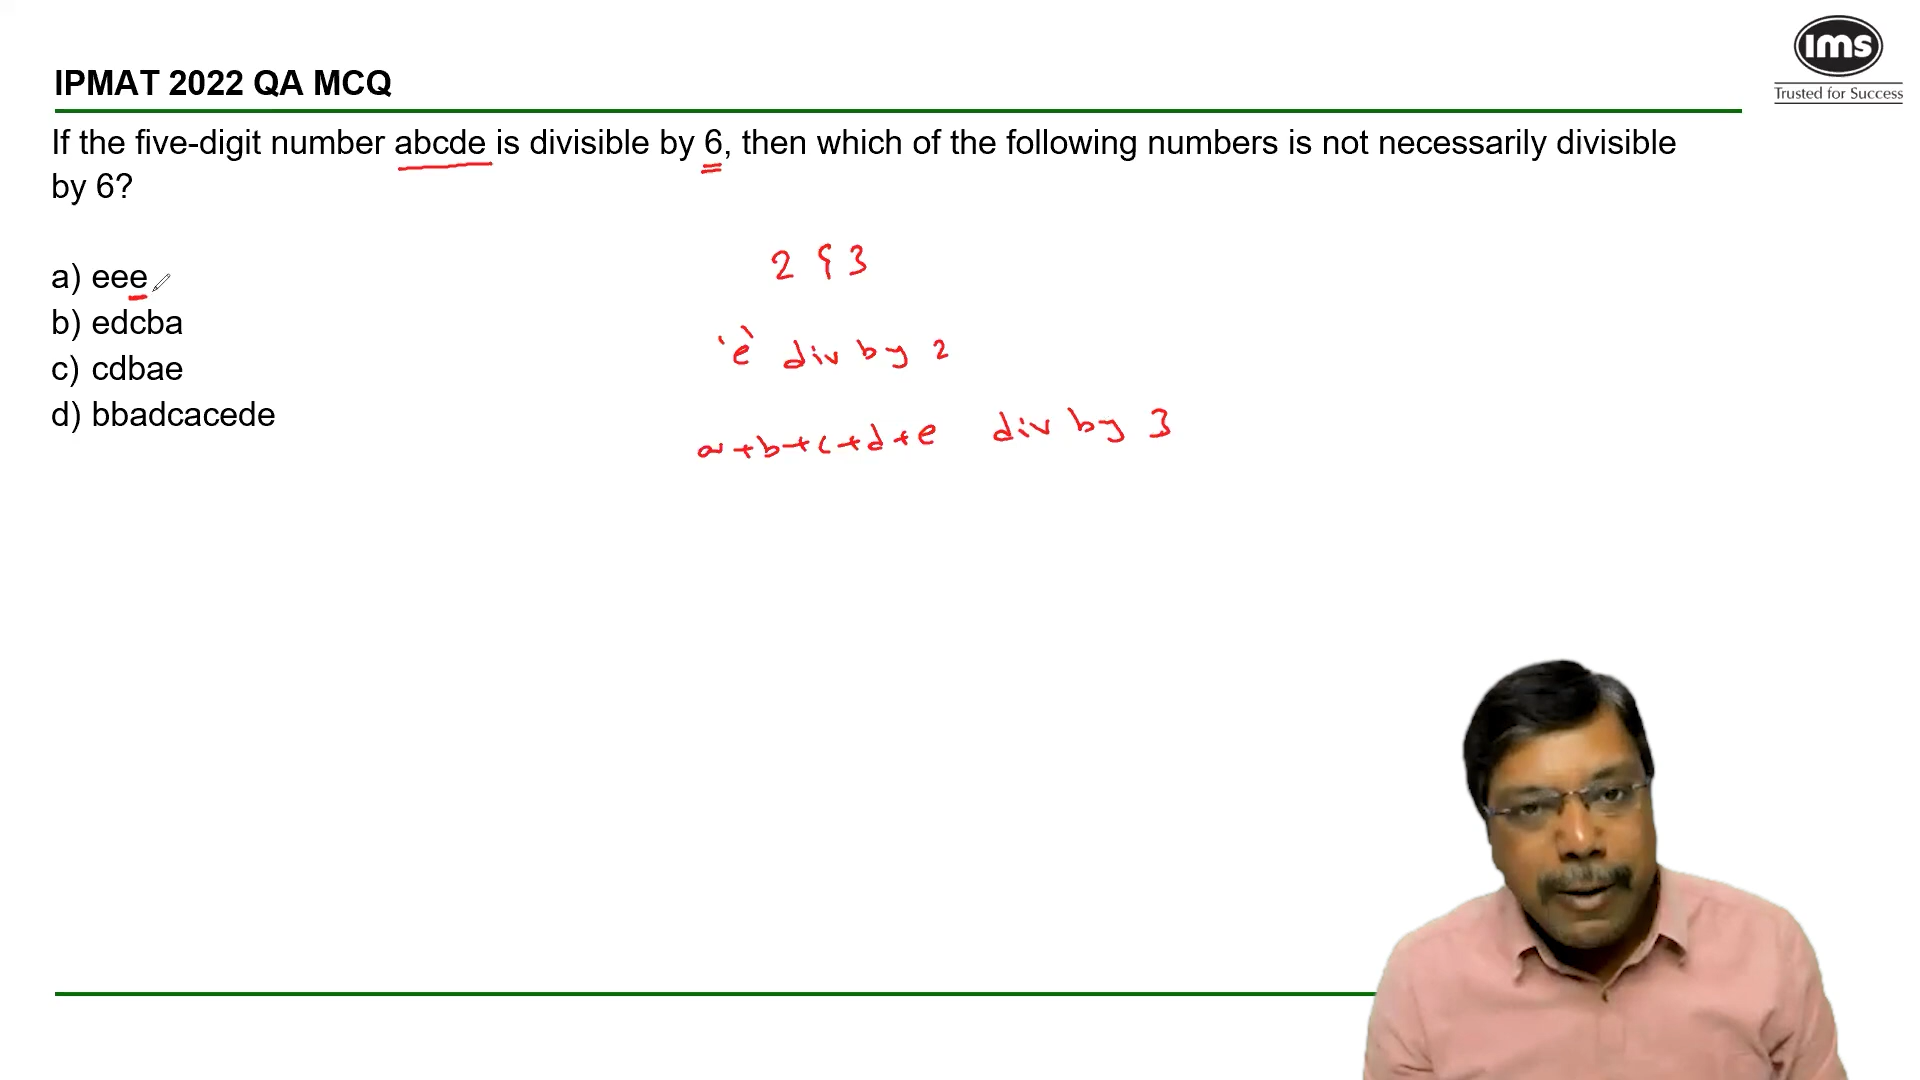 ims
Trusted for Success
IPMAT 2022 QA MCQ
If the five-digit number abcde is divisible by 6, then which of the following numbers is not necessarily divisible
by 6?
a) eee
b) edcba
c) cdbae
d) bbadcacede
2 & 3
'e' div by 2
a+b+c+d+e div by 3